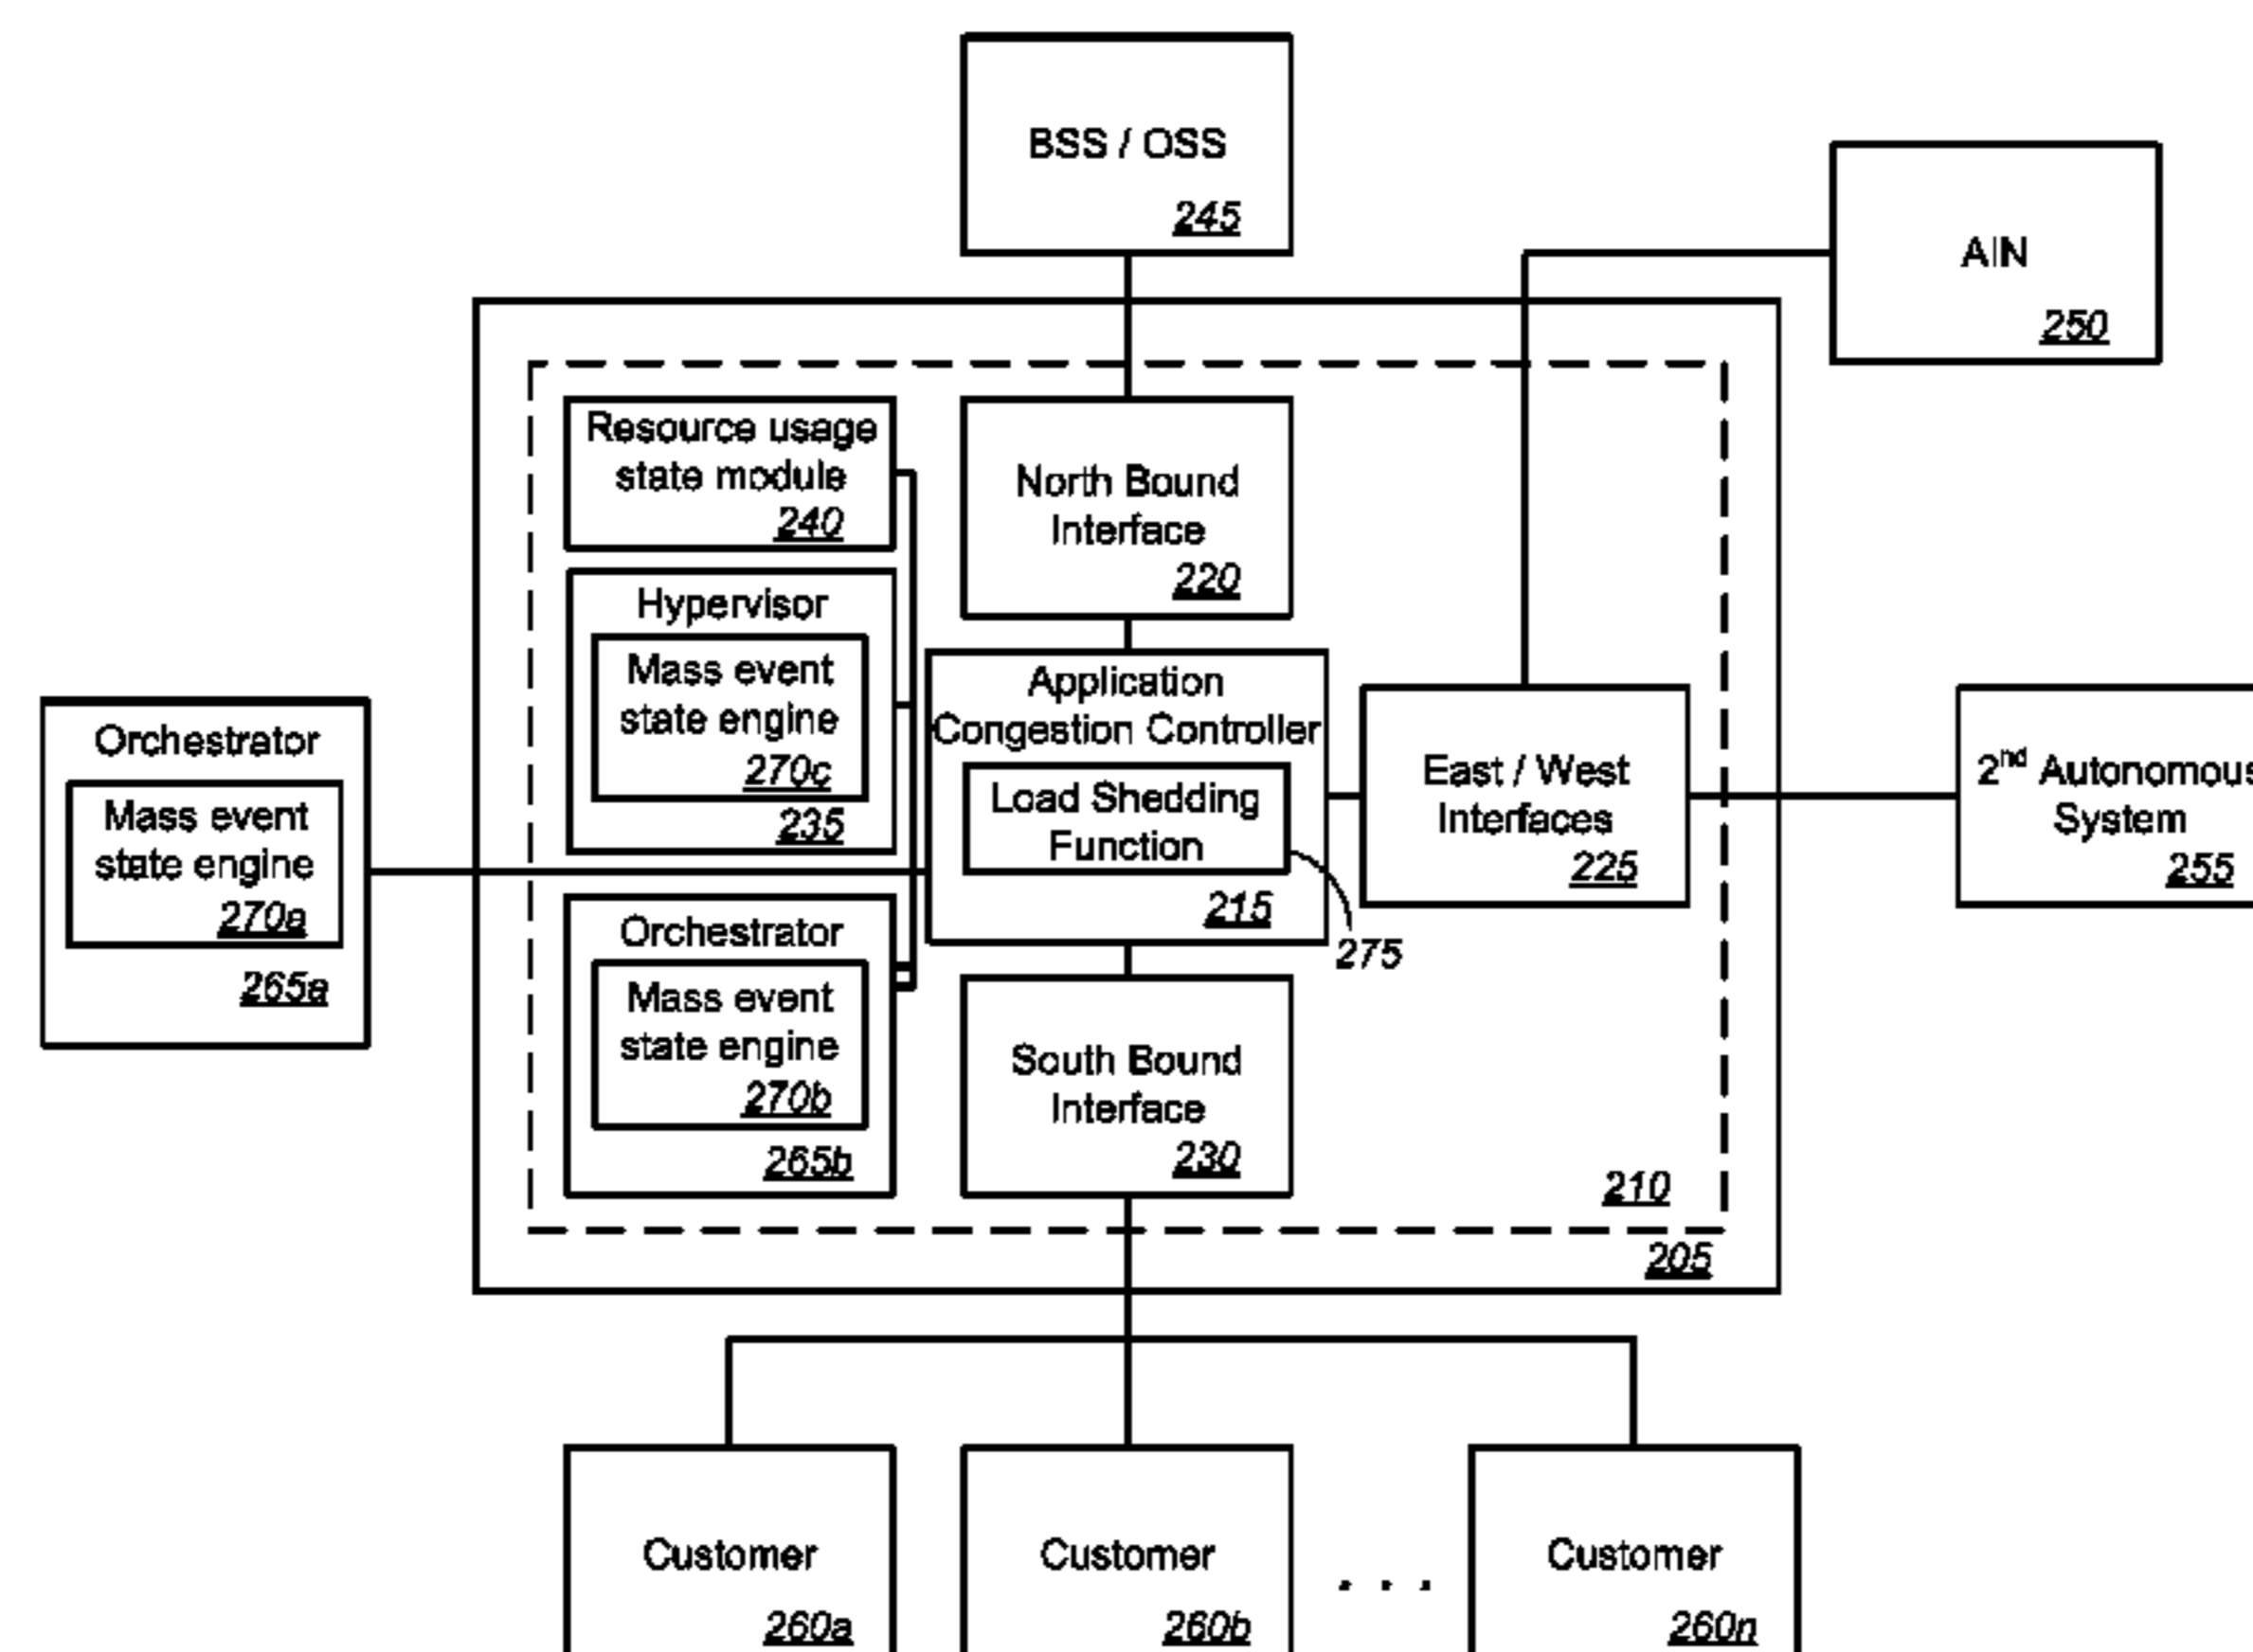 BSS / OSS
245
AIN
250
Resource usage
state module
240
North Bound
Interface
220
Hypervisor
Mass event
state engine
270c
235
Application
Congestion Controller
Load Shedding
Function
215
275
East / West
Interfaces
225
2nd Autonomous
System
255
Orchestrator
Mass event
state engine
270a
265a
Orchestrator
Mass event
state engine
270b
265b
South Bound
Interface
230
210
205
Customer
260a
Customer
260b
. . .
Customer
260n